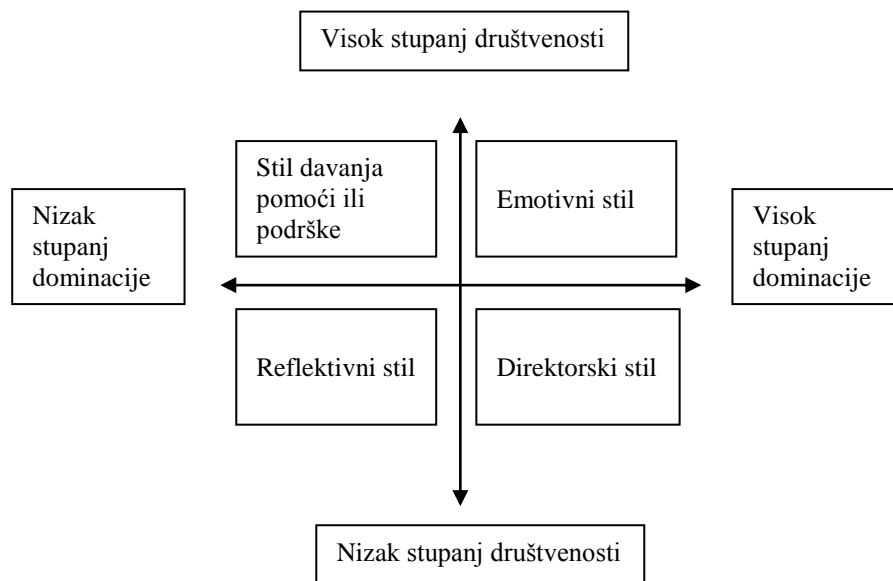 Visok stupanj društvenosti
Stil davanja
pomoći ili
podrške
Emotivni stil
Nizak
stupanj
dominacije
Visok
stupanj
dominacije
Reflektivni stil
Direktorski stil
Nizak stupanj društvenosti